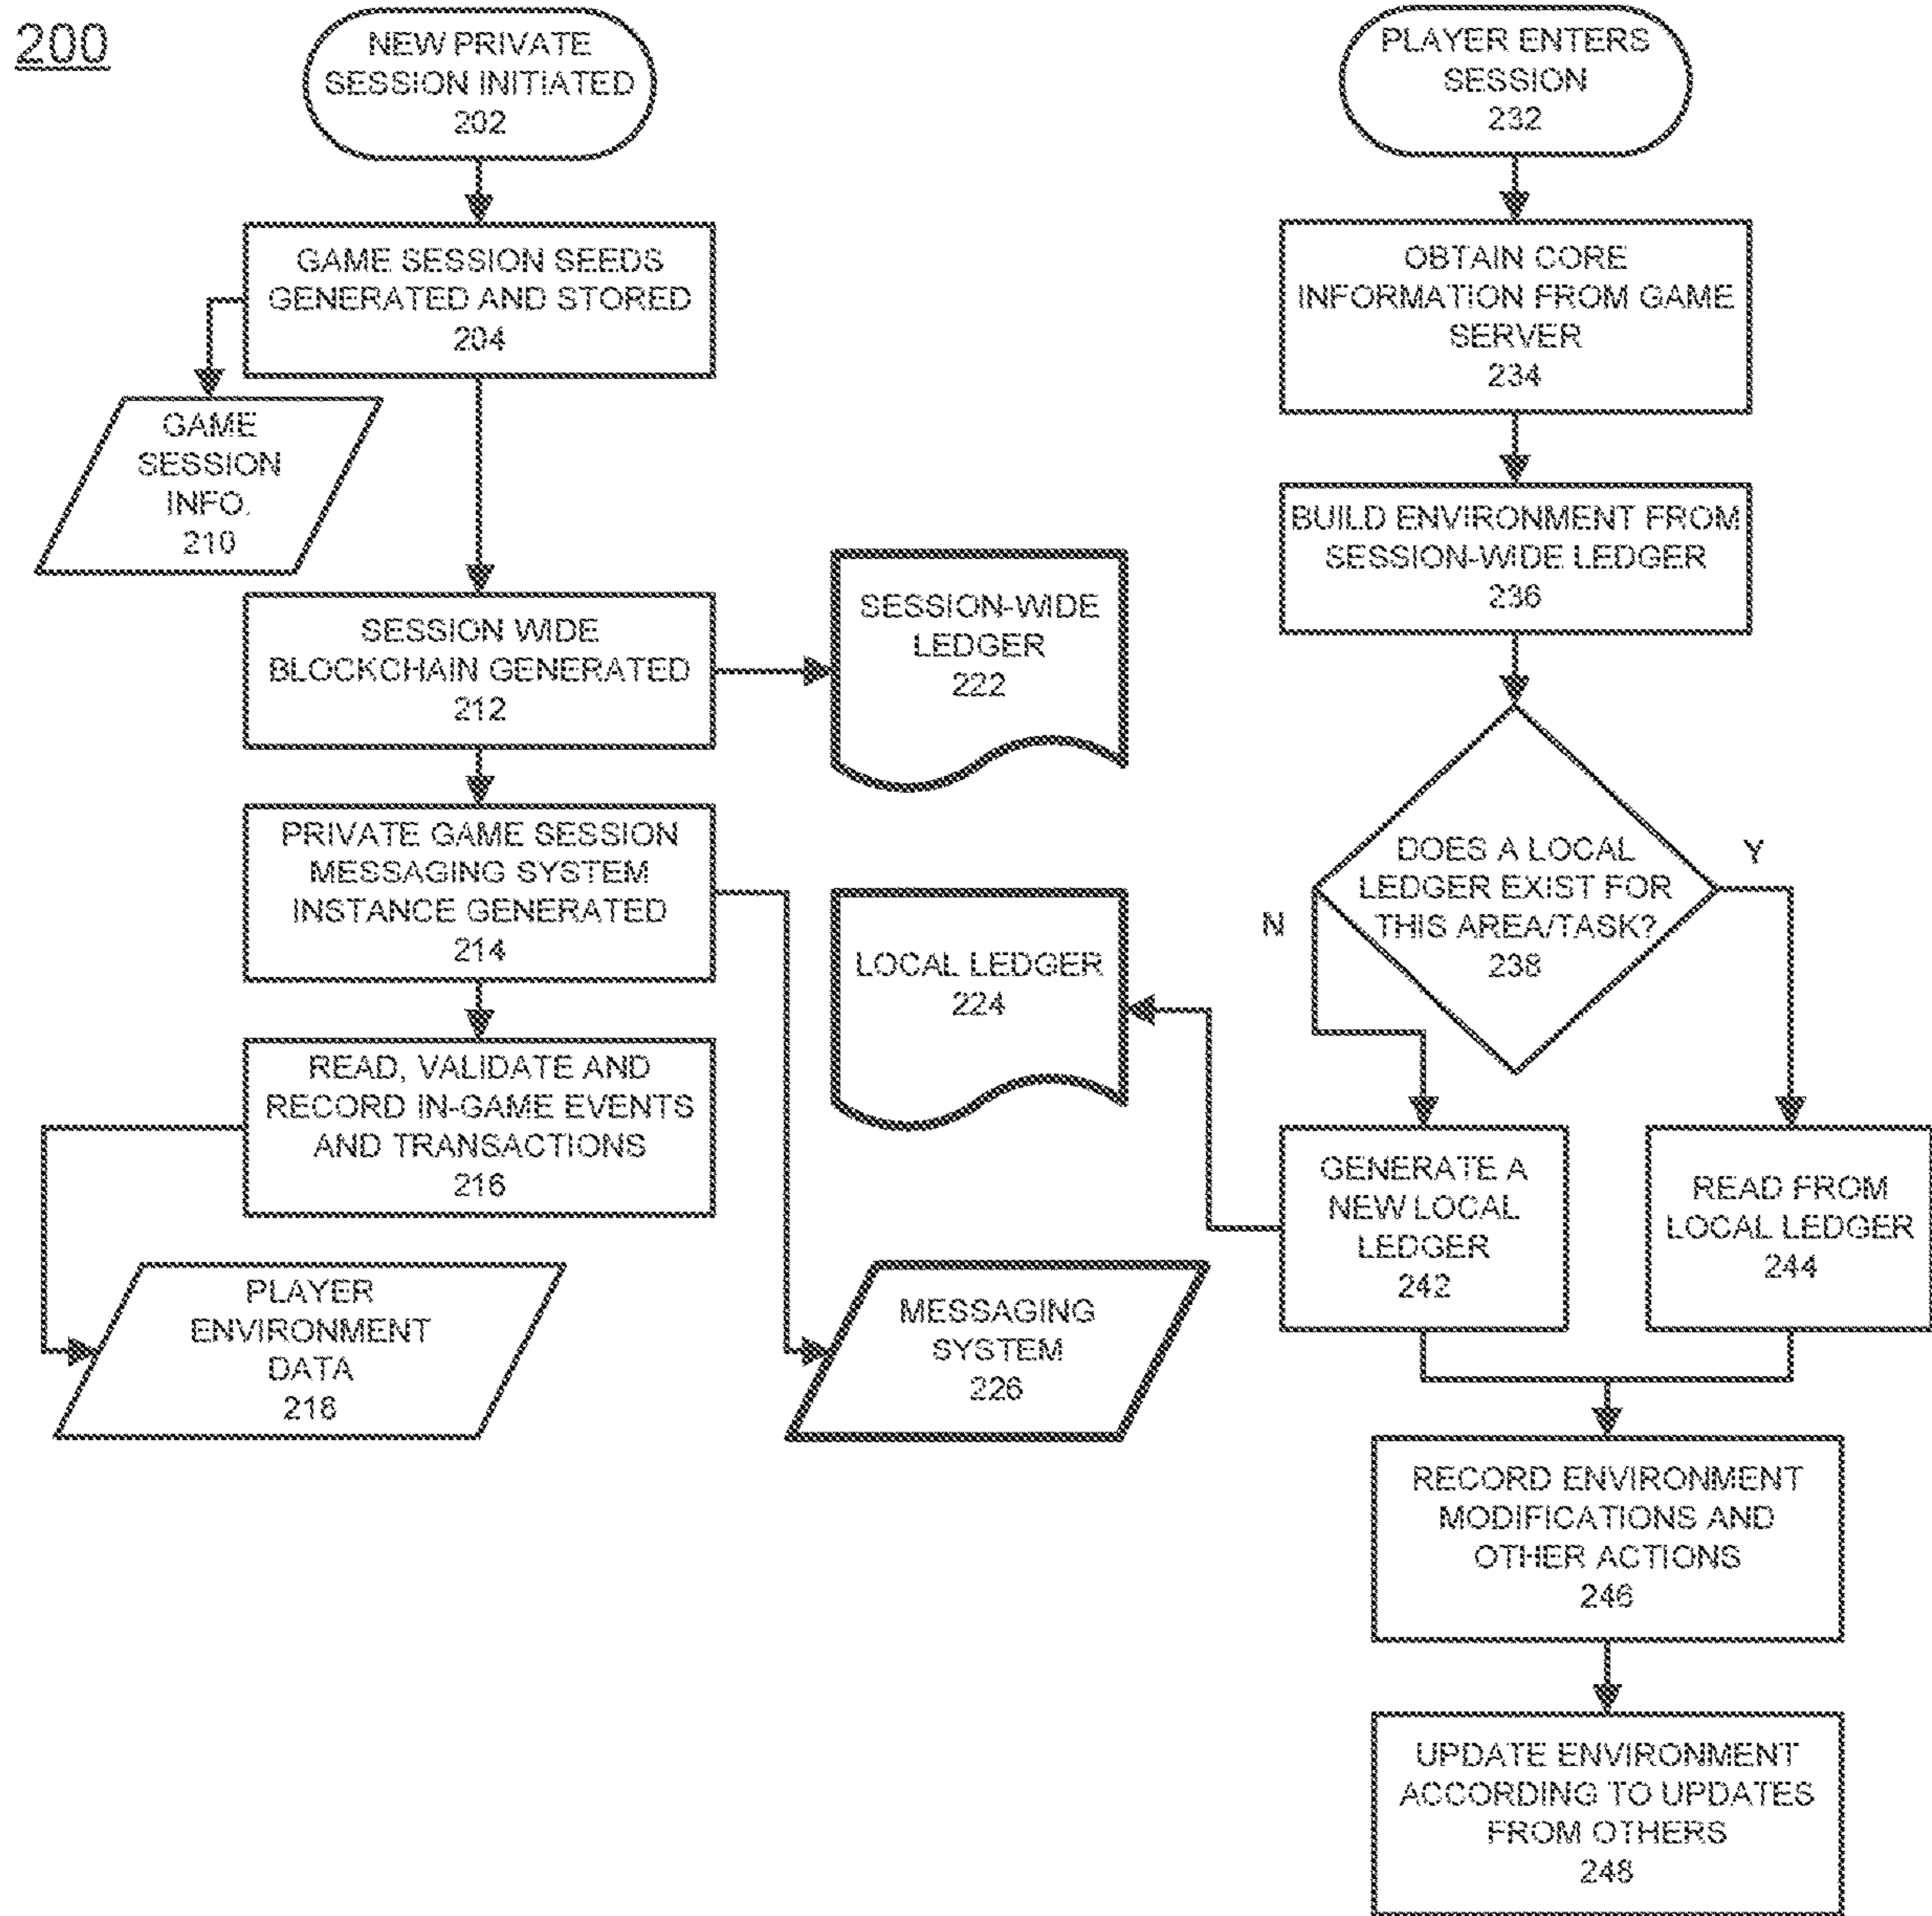 200
NEW PRIVATE
SESSION INITIATED
202
GAME SESSION SEEDS
GENERATED AND STORED
204
GAME
SESSION
INFO.
210
SESSION WIDE
BLOCKCHAIN GENERATED
212
SESSION-WIDE
LEDGER
222
PRIVATE GAME SESSION
MESSAGING SYSTEM
INSTANCE GENERATED
214
LOCAL LEDGER
224
READ, VALIDATE AND
RECORD IN-GAME EVENTS
AND TRANSACTIONS
216
PLAYER
ENVIRONMENT
DATA
218
MESSAGING
SYSTEM
226
PLAYER ENTERS
SESSION
232
OBTAIN CORE
INFORMATION FROM GAME
SERVER
234
BUILD ENVIRONMENT FROM
SESSION-WIDE LEDGER
236
DOES A LOCAL
LEDGER EXIST FOR
THIS AREA/TASK?
238
Y
N
GENERATE A
NEW LOCAL
LEDGER
242
READ FROM
LOCAL LEDGER
244
RECORD ENVIRONMENT
MODIFICATIONS AND
OTHER ACTIONS
246
UPDATE ENVIRONMENT
ACCORDING TO UPDATES
FROM OTHERS
248